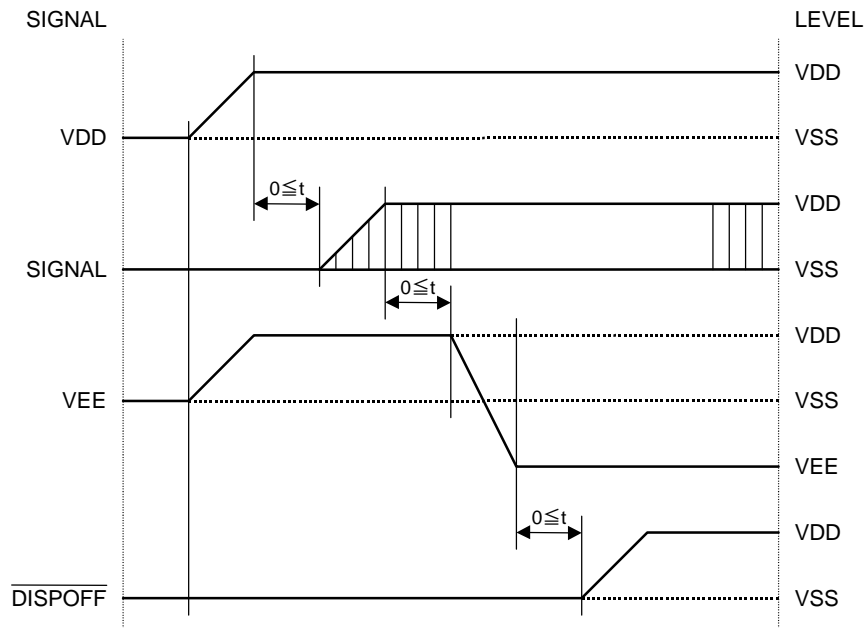 SIGNAL LEVEL
VDD
VDD VSS
0≦t
VDD
SIGNAL VSS
0≦t
VDD
VEE VSS
VEE
0≦t
VDD
DISPOFF VSS